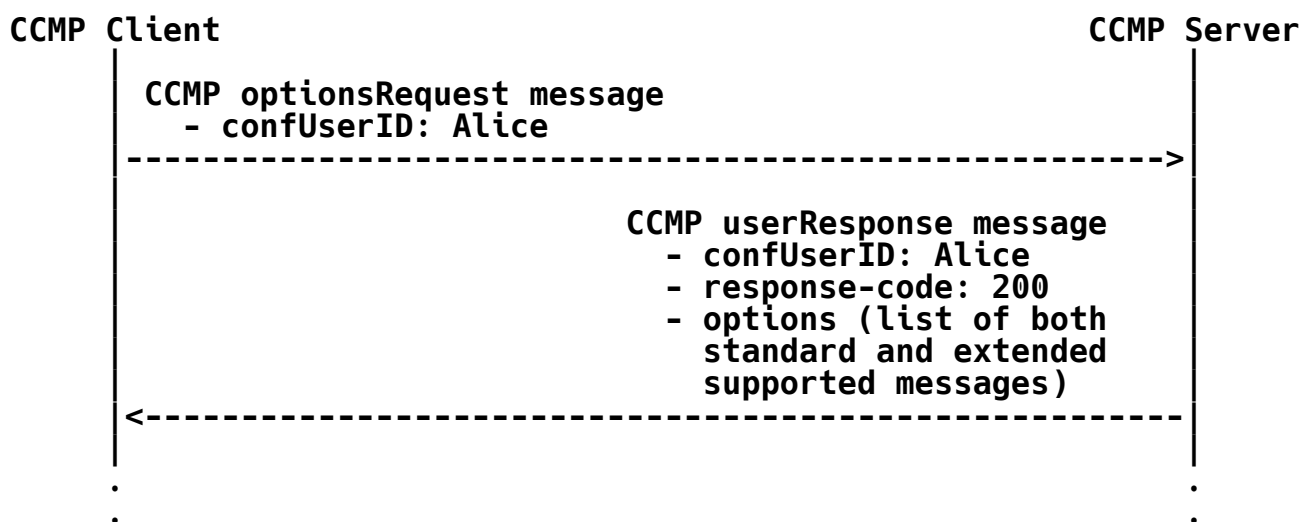 CCMP Client CCMP Server
CCMP optionsRequest message
- confUserID: Alice
CCMP userResponse message
- confUserID: Alice
- response-code: 200
- options (list of both
standard and extended
supported messages)